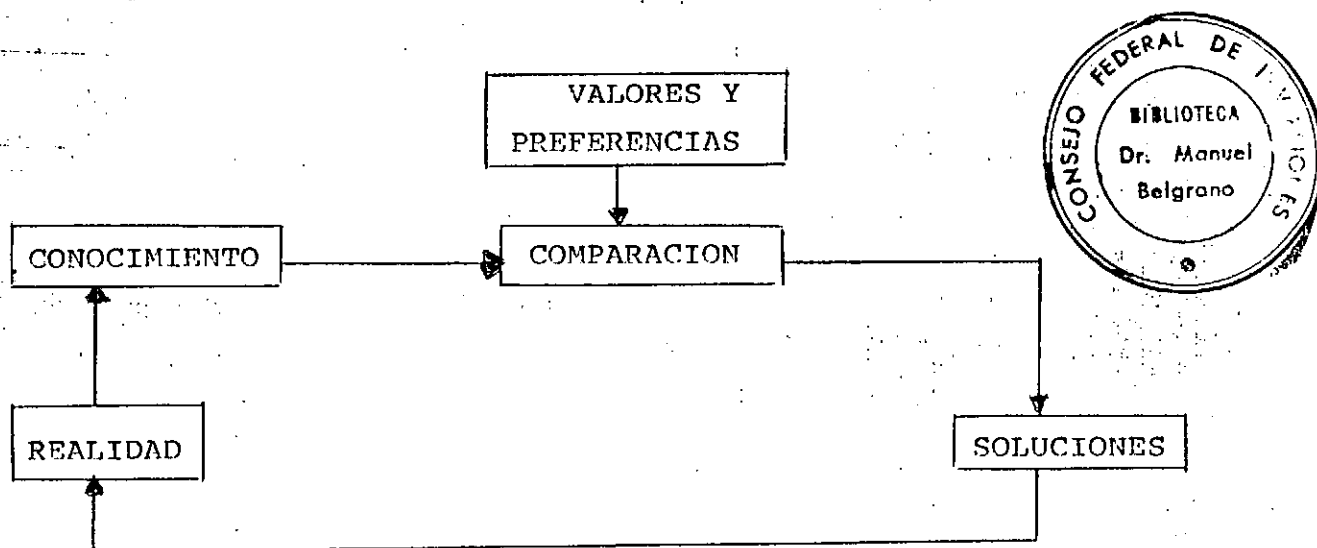 VALORES Y
PREFERENCIAS
CONOCIMIENTO
COMPARACION
REALIDAD
SOLUCIONES
CONSEJO FEDERAL DE
BIBLIOTECA
Dr. Manuel
Belgrano